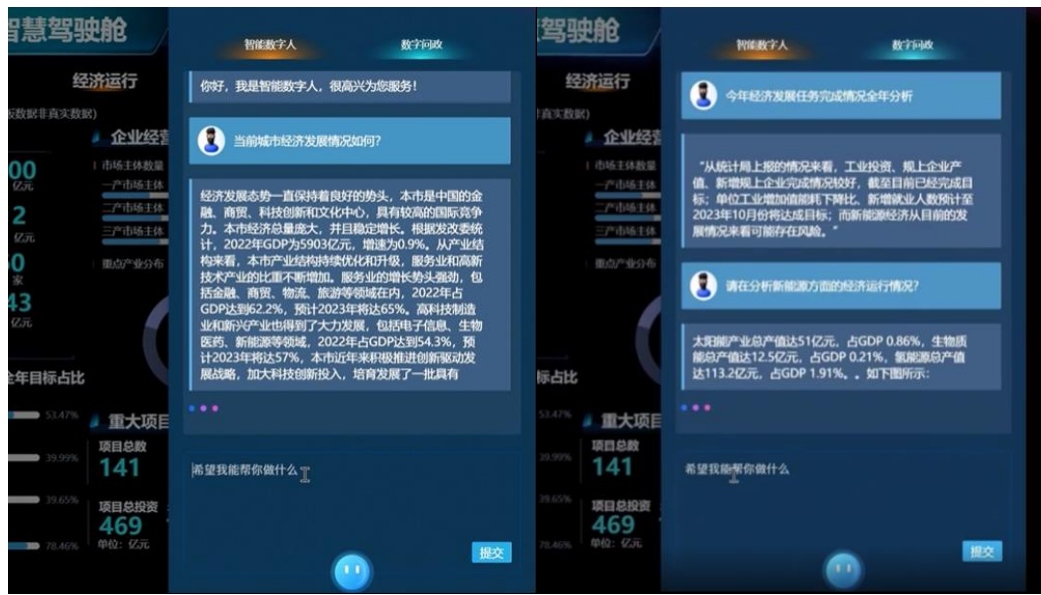 智慧驾驶舱
智能数字人
数字问政
经济运行
板数据非真实数据)
企业经营
市场主体数量
一产市场主体
二产市场主体
三产市场主体
重点产业分布
00
亿元
2
亿元
0
家
43
亿元
全年目标占比
53.47%
39.99%
39.65%
78.46%
重大项目
项目总数
141
项目总投资
469
单位: 亿元
你好，我是智能数字人，很高兴为您服务!
当前城市经济发展情况如何?
经济发展态势一直保持着良好的势头，本市是中国的金
融、商贸、科技创新和文化中心，具有较高的国际竞争
力。本市经济总量庞大，并且稳定增长。根据发改委统
计，2022年GDP为5903亿元，增速为0.9%。从产业结
构来看，本市产业结构持续优化和升级，服务业和高新
技术产业的比重不断增加。服务业的增长势头强劲，包
括金融、商贸、物流、旅游等领域在内，2022年占
GDP达到62.2%，预计2023年将达65%。高科技制造
业和新兴产业也得到了大力发展，包括电子信息、生物
医药、新能源等领域，2022年占GDP达到54.3%，预
计2023年将达57%，本市近年来积极推进创新驱动发
展战略，加大科技创新投入，培育发展了一批具有
希望我能帮你做什么
提交
驾驶舱
智能数字人
数字问政
经济运行
非真实数据)
企业经营
市场主体数量
一产市场主体
二产市场主体
三产市场主体
重点产业分布
标占比
53.47%
39.99%
39.65%
78.46%
重大项目
项目总数
141
项目总投资
469
单位: 亿元
今年经济发展任务完成情况全年分析
“从统计局上报的情况来看，工业投资、规上企业产
值、新增规上企业完成情况较好，截至目前已经完成目
标；单位工业增加值能耗下降比、新增就业人数预计至
2023年10月份将达成目标；而新能源经济从目前的发
展情况来看可能存在风险。”
请在分析新能源方面的经济运行情况?
太阳能产业总产值达51亿元，占GDP 0.86%，生物质
能总产值达12.5亿元，占GDP 0.21%，氢能源总产值
达113.2亿元，占GDP 1.91%。。如下图所示:
希望我能帮你做什么
提交